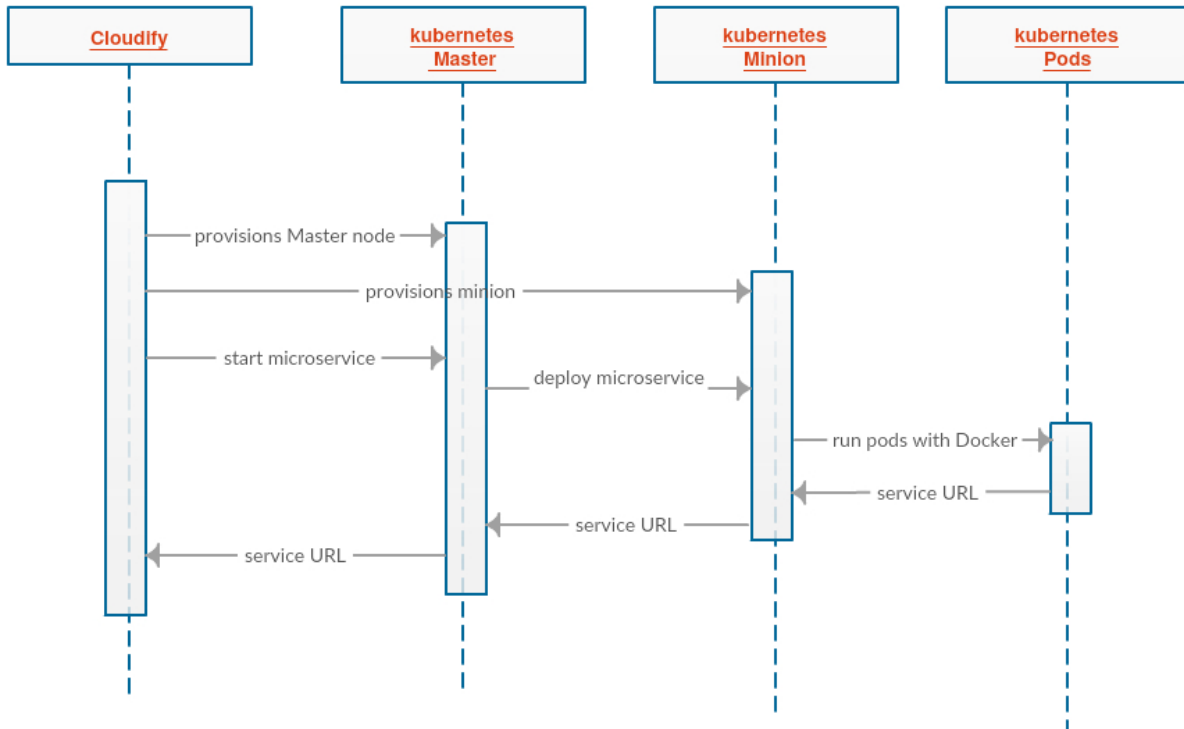 Cloudify
kubernetes
Master
kubernetes
Minion
kubernetes
Pods
provisions Master node
provisions minion
start microservice
deploy microservice
run pods with Docker
service URL
service URL
service URL